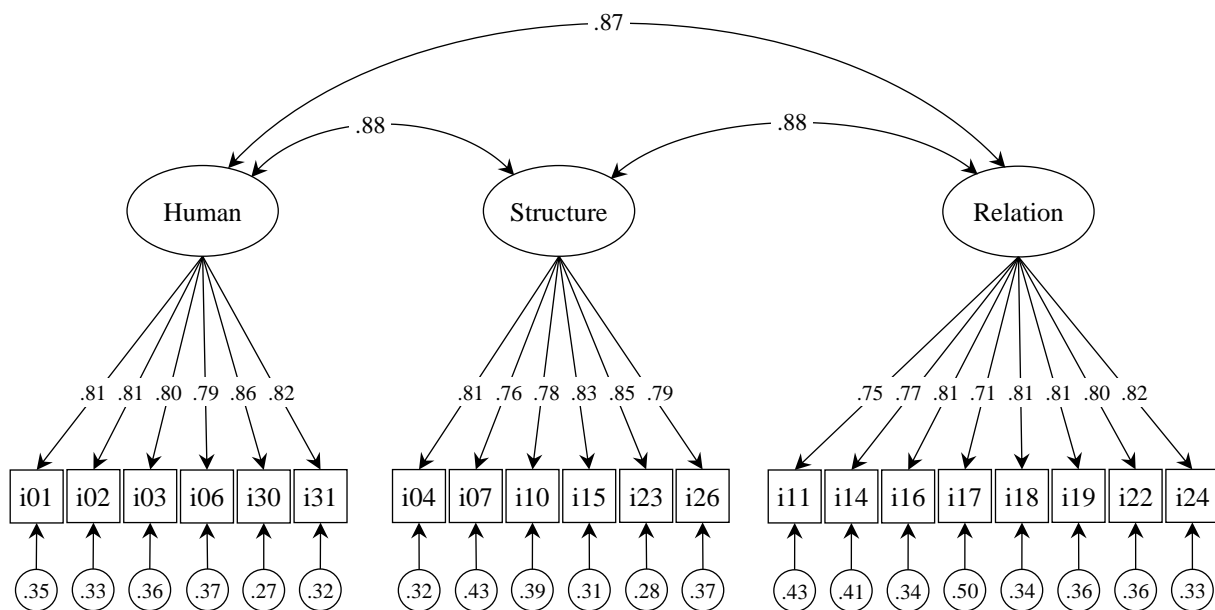 .87
.88 .88
Human Structure Relation
.81 .81 .80 .79 .86 .82 .81 .76 .78 .83 .85 .79 .75 .77 .81 .71 .81 .81 .80 .82
i01 i02 i03 i06 i30 i31 i04 i07 i10 i15 i23 i26 i11 i14 i16 i17 i18 i19 i22 i24
.35 .33 .36 .37 .27 .32 .32 .43 .39 .31 .28 .37 .43 .41 .34 .50 .34 .36 .36 .33